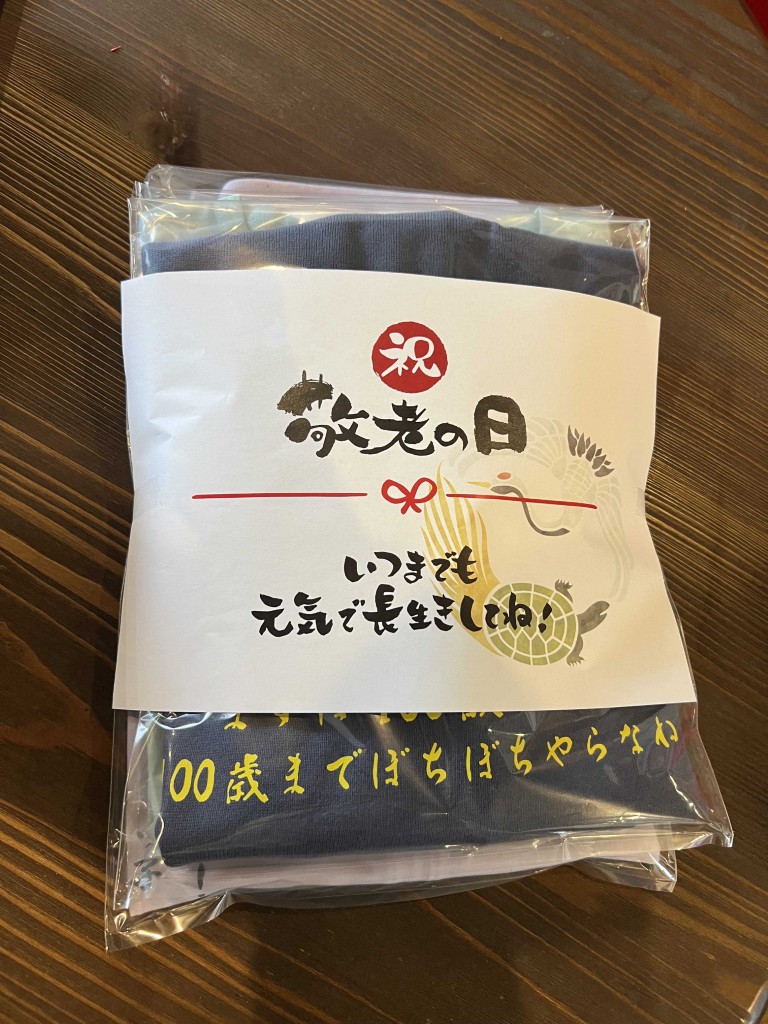 祝
敬老の日
いつまでも
元気で長生きしてね!
100歳までぼちぼちやらなか